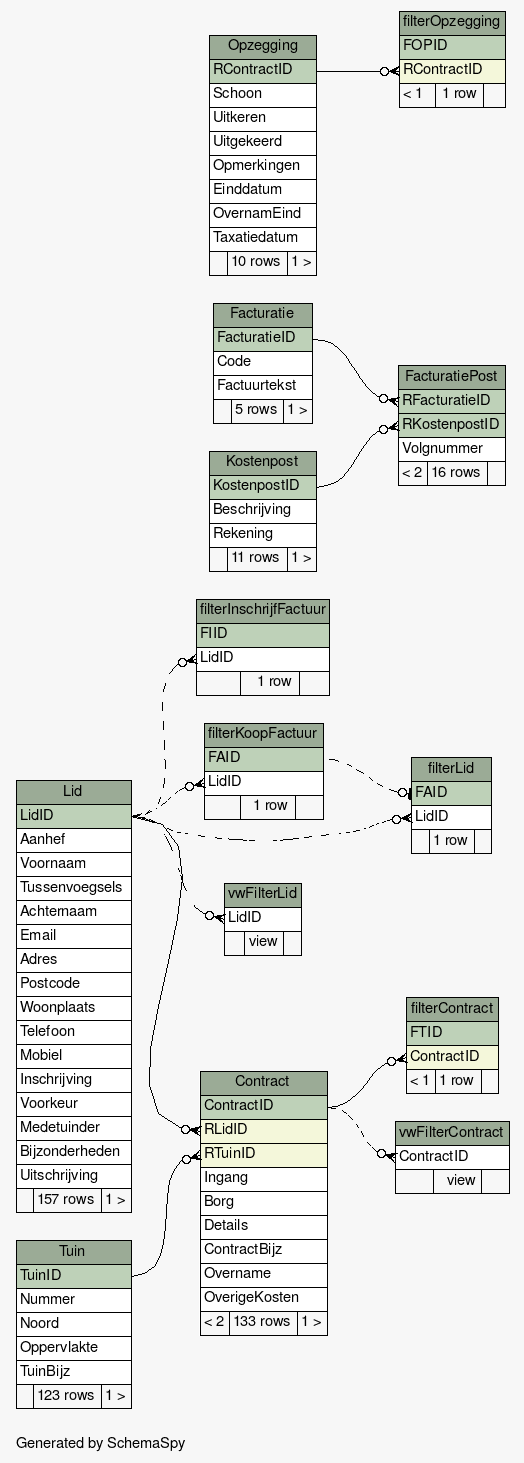 filterOpzegging
FOPID
RContractID
< 1 1 row
Opzegging
RContractID
Schoon
Uitkeren
Uitgekeerd
Opmerkingen
Einddatum
OvernamEind
Taxatiedatum
10 rows 1 >
Facturatie
FacturatieID
Code
Factuurtekst
5 rows 1 >
FacturatiePost
RFacturatieID
RKostenpostID
Volgnummer
< 2 16 rows
Kostenpost
KostenpostID
Beschrijving
Rekening
11 rows 1 >
filterInschrijfFactuur
FIID
LidID
1 row
filterKoopFactuur
FAID
LidID
1 row
filterLid
FAID
LidID
1 row
Lid
LidID
Aanhef
Voornaam
Tussenvoegsels
Achternaam
Email
Adres
Postcode
Woonplaats
Telefoon
Mobiel
Inschrijving
Voorkeur
Medetuinder
Bijzonderheden
Uitschrijving
157 rows 1 >
vwFilterLid
LidID
view
filterContract
FTID
ContractID
< 1 1 row
Contract
ContractID
RLidID
RTuinID
Ingang
Borg
Details
ContractBijz
Overname
OverigeKosten
< 2 133 rows 1 >
vwFilterContract
ContractID
view
Tuin
TuinID
Nummer
Noord
Oppervlakte
TuinBijz
123 rows 1 >
Generated by SchemaSpy